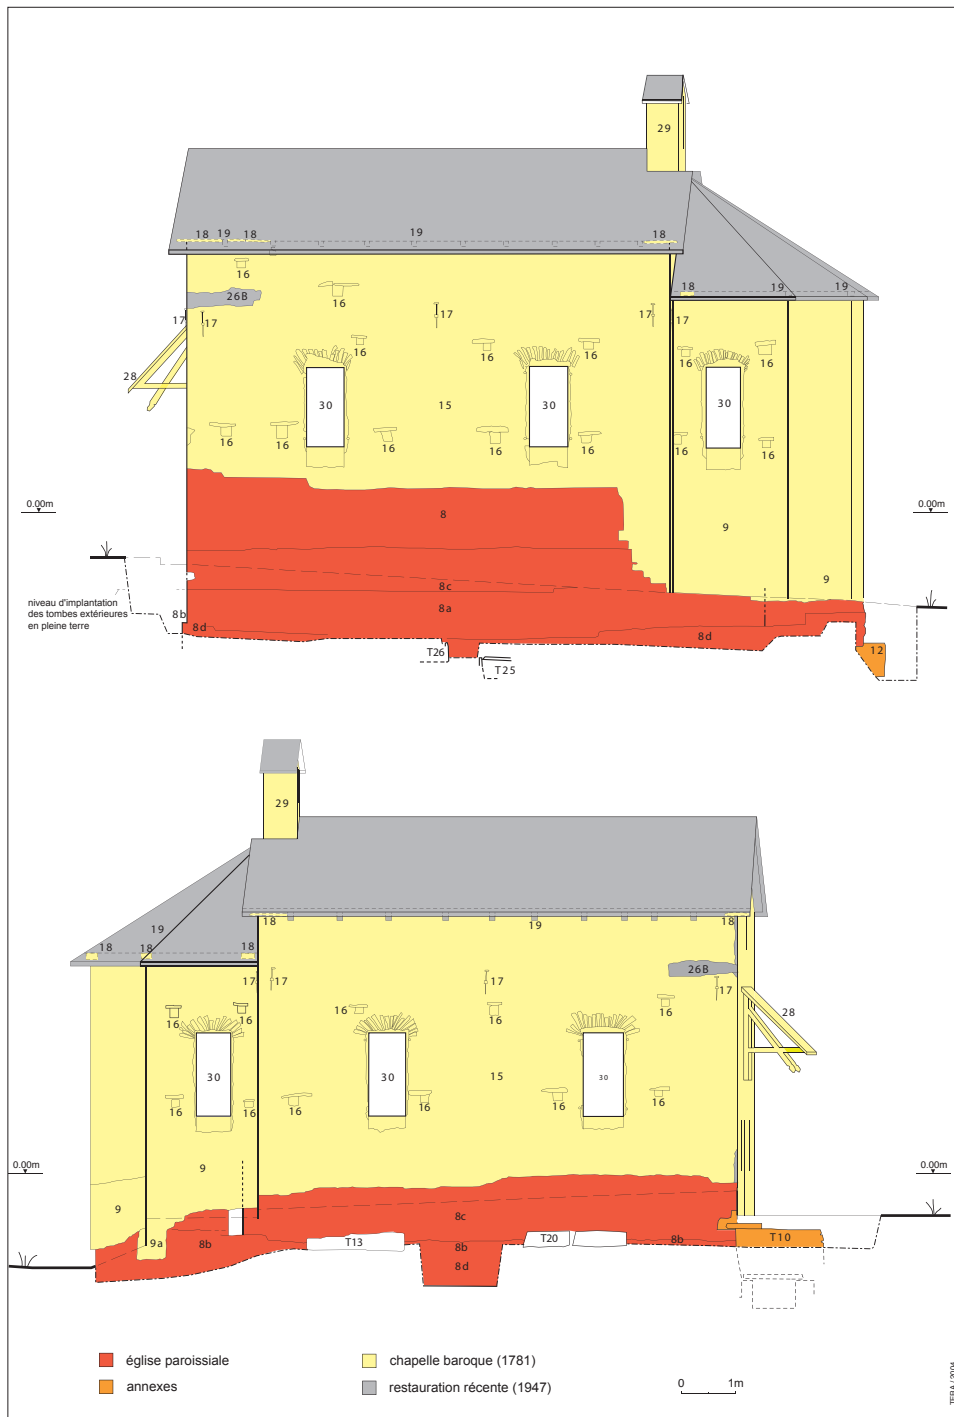 29
18 19 18 19 18
16
26B 16
18 19 19
17 17 17 17 17
16 16 16 16 16
28
30 15 30 30
16 16 16 16 16 16 16
0.00m 0.00m
8
9
8c
9
8a
niveau d'implantation
des tombes extérieures
en pleine terre
8b
8d 8d
T26 12
T25
29
18 19 18
19
18 18 18
26B
17 17 17 17
16 16 16 16 16
28
30 30 15 30
16 16 16 16 16 16
0.00m 0.00m
9
9 8c
9a 8b T13 8b T20 8b T10
8d
église paroissiale
annexes
chapelle baroque (1781)
restauration récente (1947)
0 1m